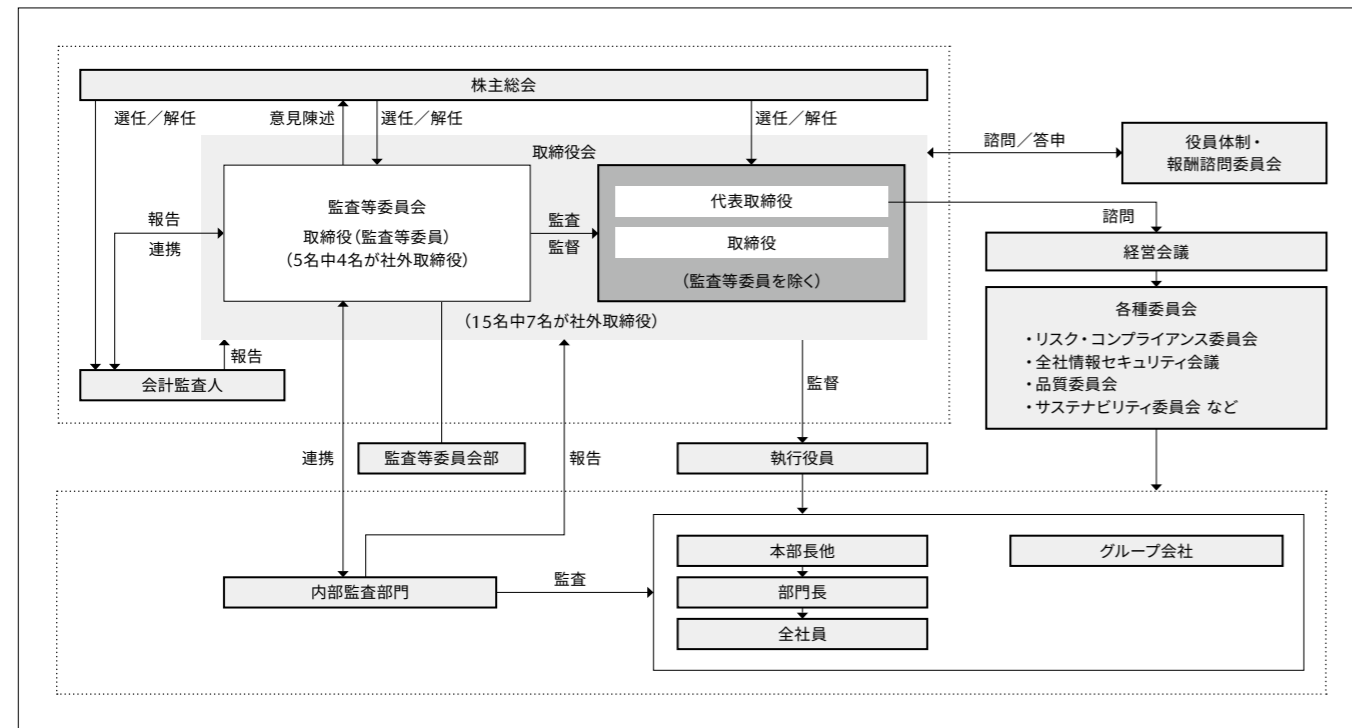 株主総会
選任／解任
意見陳述
選任／解任
選任／解任
取締役会
諮問／答申
役員体制・
報酬諮問委員会
監査等委員会
取締役（監査等委員）
（5名中4名が社外取締役）
監査
監督
代表取締役
取締役
（監査等委員を除く）
報告
連携
諮問
経営会議
各種委員会
・リスク・コンプライアンス委員会
・全社情報セキュリティ会議
・品質委員会
・サステナビリティ委員会 など
（15名中7名が社外取締役）
報告
会計監査人
監督
連携
監査等委員会部
報告
執行役員
本部長他
グループ会社
内部監査部門
監査
部門長
全社員